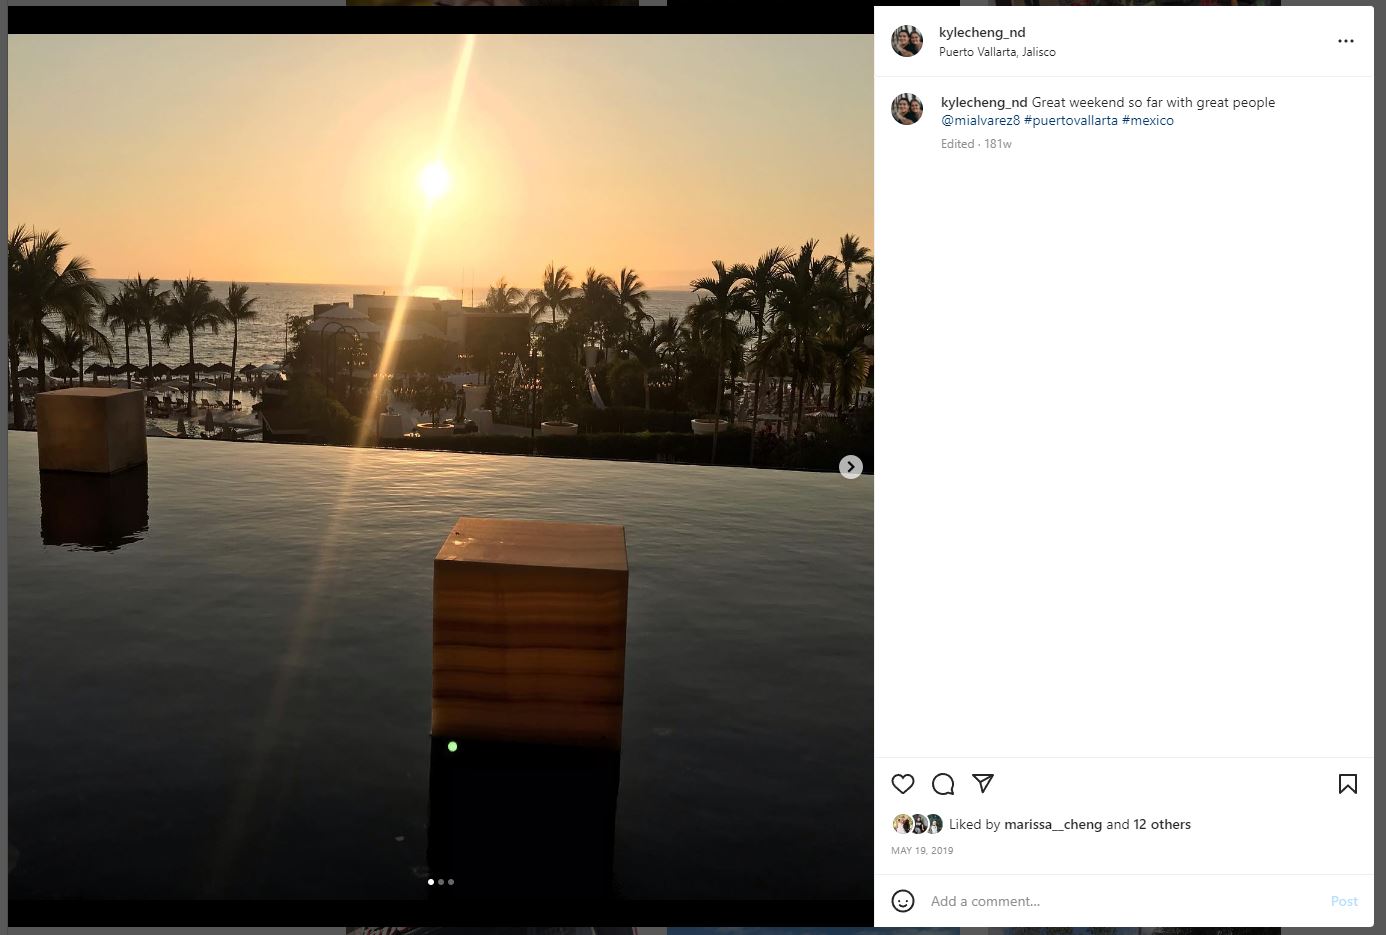 kylecheng_nd
Puerto Vallarta, Jalisco
kylecheng_nd Great weekend so far with great people
@mialvarez8 #puertovallarta #mexico
Edited · 181w
Liked by marissa__cheng and 12 others
MAY 19, 2019
Add a comment...
Post